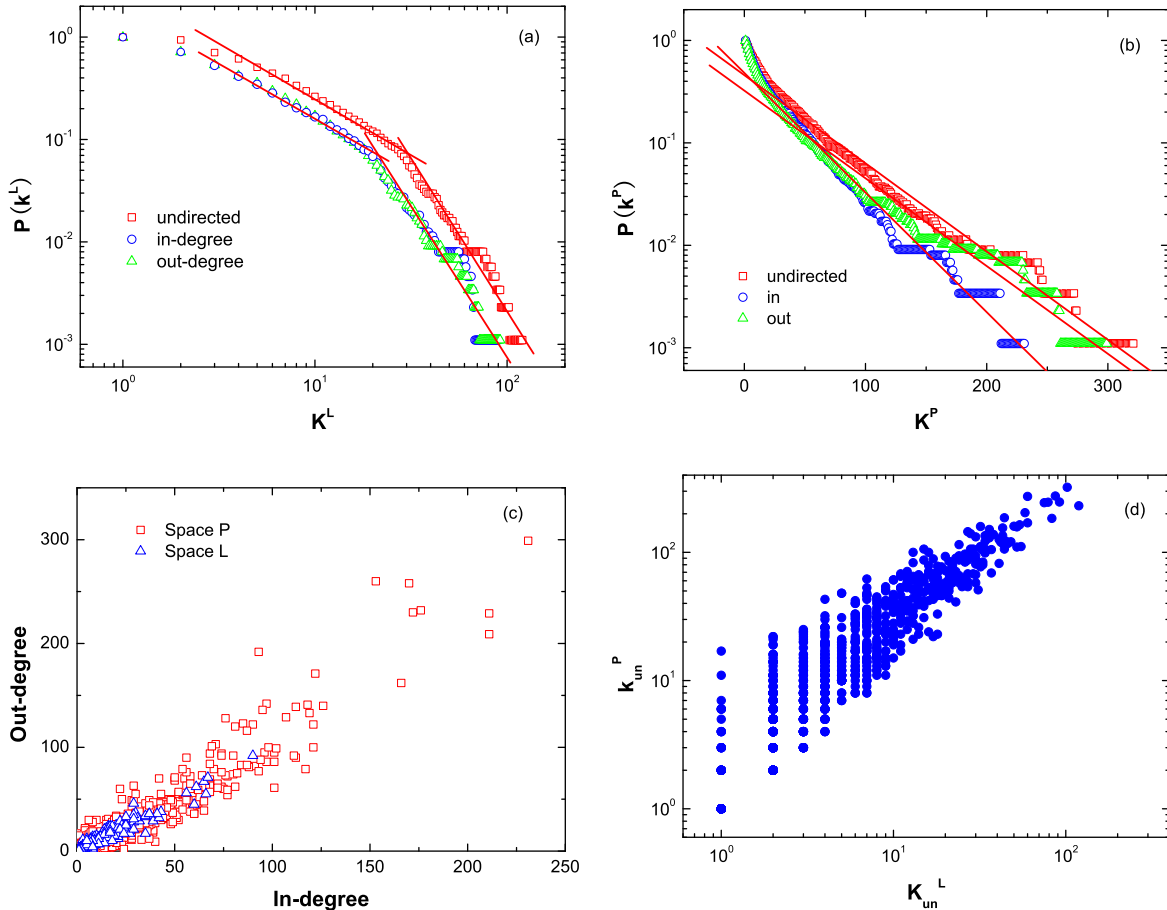 (a)
10^0
10^-1
10^-2
10^-3
P (k^L)
undirected
in-degree
out-degree
10^0
10^1
10^2
K^L
(b)
10^0
10^-1
10^-2
10^-3
P (k^P)
undirected
in
out
0
100
200
300
K^P
(c)
Space P
Space L
300
200
100
0
Out-degree
0
50
100
150
200
250
In-degree
(d)
10^2
10^1
10^0
k_un^P
10^0
10^1
10^2
K_un^L